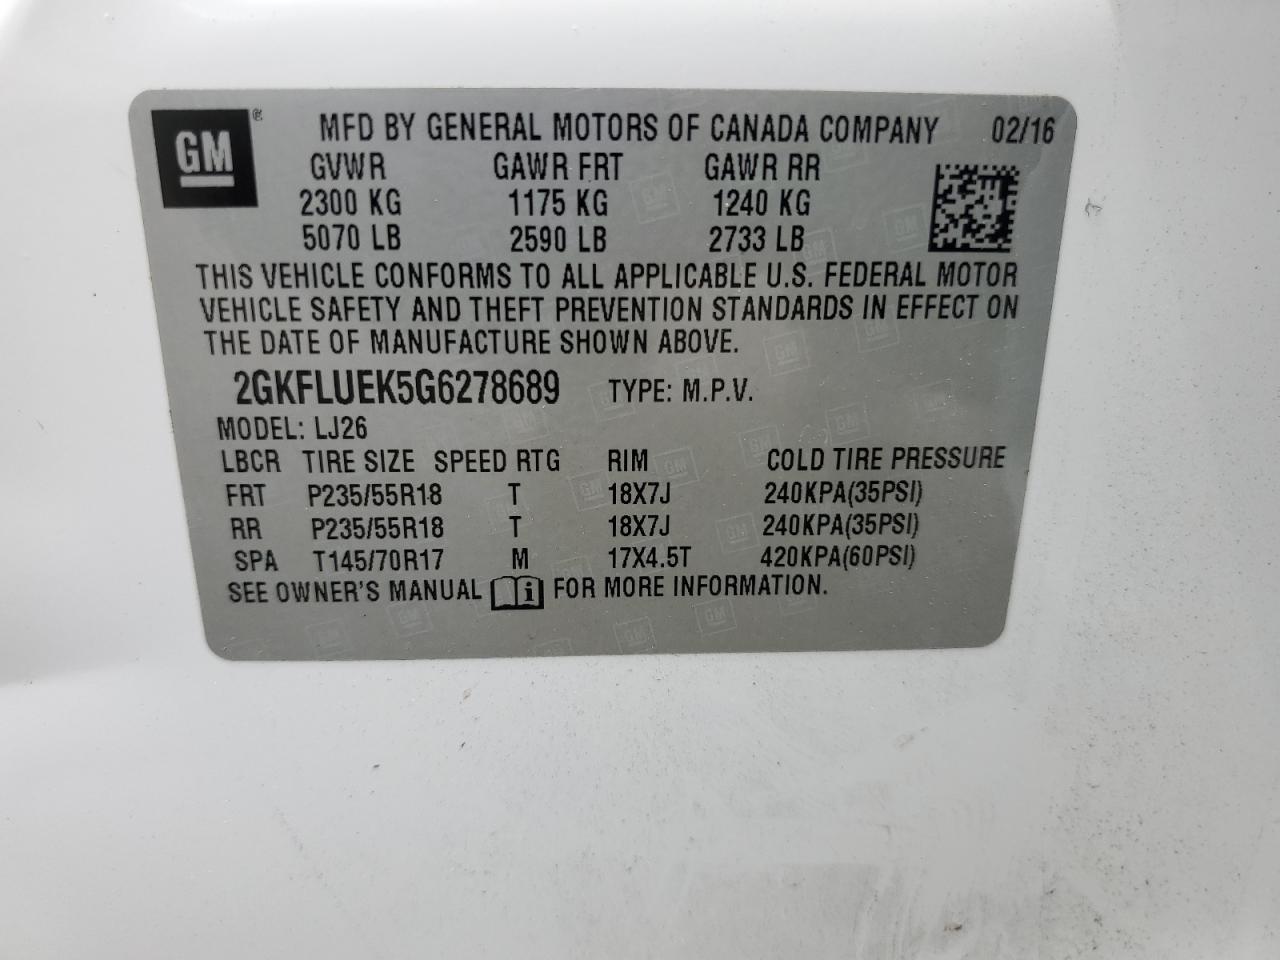 GM ® MFD BY GENERAL MOTORS OF CANADA COMPANY 02/16
GVWR GAWR FRT GAWR RR
2300 KG 1175 KG 1240 KG
5070 LB 2590 LB 2733 LB
THIS VEHICLE CONFORMS TO ALL APPLICABLE U.S. FEDERAL MOTOR
VEHICLE SAFETY AND THEFT PREVENTION STANDARDS IN EFFECT ON
THE DATE OF MANUFACTURE SHOWN ABOVE.
2GKFLUEK5G6278689 TYPE: M.P.V.
MODEL: LJ26
LBCR TIRE SIZE SPEED RTG RIM COLD TIRE PRESSURE
FRT P235/55R18 T 18X7J 240KPA(35PSI)
RR P235/55R18 T 18X7J 240KPA(35PSI)
SPA T145/70R17 M 17X4.5T 420KPA(60PSI)
SEE OWNER'S MANUAL i FOR MORE INFORMATION.